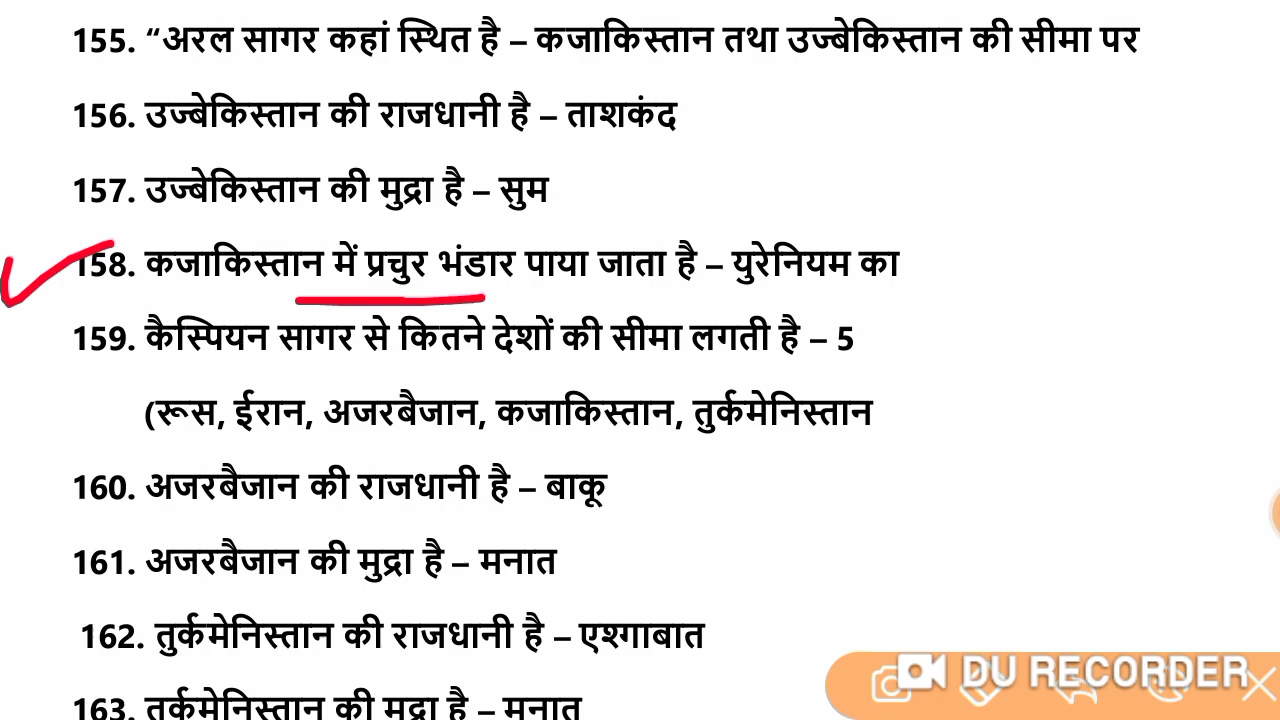 155. “अरल सागर कहां स्थित है – कजाकिस्तान तथा उज्बेकिस्तान की सीमा पर
156. उज्बेकिस्तान की राजधानी है – ताशकंद
157. उज्बेकिस्तान की मुद्रा है – सुम
158. कजाकिस्तान में प्रचुर भंडार पाया जाता है – युरेनियम का
159. कैस्पियन सागर से कितने देशों की सीमा लगती है – 5
(रूस, ईरान, अजरबैजान, कजाकिस्तान, तुर्कमेनिस्तान
160. अजरबैजान की राजधानी है – बाकू
161. अजरबैजान की मुद्रा है – मनात
162. तुर्कमेनिस्तान की राजधानी है – एश्गाबात
163. तुर्कमेनिस्तान की मुद्रा है – मनात
DU RECORDER